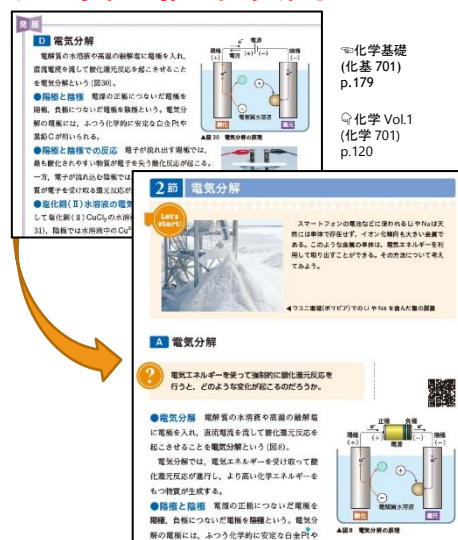 発展
D 電気分解
電解質の水溶液や高温の融解塩に電極を入れ,
直流電流を流して酸化還元反応を起こさせること
を電気分解という(図30)。
●陽極と陰極 電源の正極につないだ電極を
陽極, 負極につないだ電極を陰極という。電気分
解の電極には, ふつう化学的に安定な白金Ptや
黒鉛Cが用いられる。
●陽極と陰極での反応 電子が流れ出す陽極では,
最も酸化されやすい物質が電子を失う酸化反応が起こる。
一方, 電子が流れ込む陰極では
質が電子を受け取る還元反応が
●塩化銅(Ⅱ)水溶液の電気
して塩化銅(Ⅱ)CuCl₂の水溶
31), 陰極では水溶液中のCu²
電源
陽極
(+)
電流
(+)
(−)
陰極
(−)
e⁻
電解質水溶液
酸化
還元
▲図30 電気分解の原理
☜化学基礎
(化基 701)
p.179
化学 Vol.1
(化学 701)
p.120
2節 電気分解
Let's
start!
スマートフォンの電池などに使われるLiやNaは天
然には単体で存在せず, イオン化傾向も大きい金属で
ある。このような金属の単体は, 電気エネルギーを利
用して取り出すことができる。その方法について考え
てみよう。
◀ウユニ塩湖(ボリビア)でのLiやNaを含んだ塩の採掘
A 電気分解
?
電気エネルギーを使って強制的に酸化還元反応を
行うと, どのような変化が起こるのだろうか。
●電気分解 電解質の水溶液や高温の融解塩
に電極を入れ, 直流電流を流して酸化還元反応を
起こさせることを電気分解という(図8)。
電気分解では, 電気エネルギーを受け取って酸
化還元反応が進行し, より高い化学エネルギーを
もつ物質が生成する。
●陽極と陰極 電源の正極につないだ電極を
陽極, 負極につないだ電極を陰極という。電気分
解の電極には, ふつう化学的に安定な白金Ptや
正極
負極
陽極
(+)
(+)
(−)
陰極
(−)
電源
e⁻
電解質水溶液
酸化
還元
▲図8 電気分解の原理